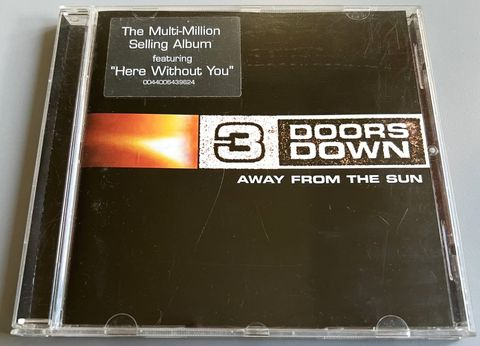 The Multi-Million
Selling Album
featuring
"Here Without You"
0044006439624
3
DOORS
DOWN
AWAY FROM THE SUN